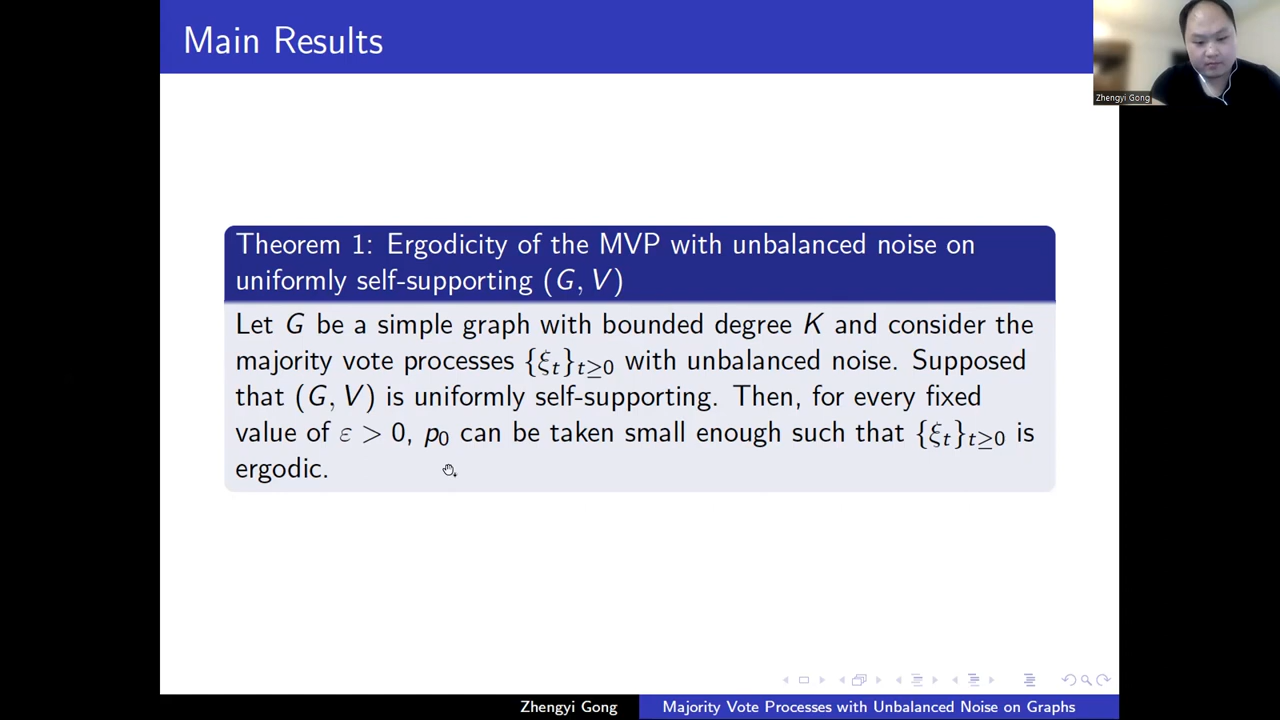 Main Results
Zhengyi Gong
Theorem 1: Ergodicity of the MVP with unbalanced noise on
uniformly self-supporting (G, V)
Let G be a simple graph with bounded degree K and consider the
majority vote processes {ξt}t≥0 with unbalanced noise. Supposed
that (G, V) is uniformly self-supporting. Then, for every fixed
value of ε > 0, p0 can be taken small enough such that {ξt}t≥0 is
ergodic.
Zhengyi Gong
Majority Vote Processes with Unbalanced Noise on Graphs